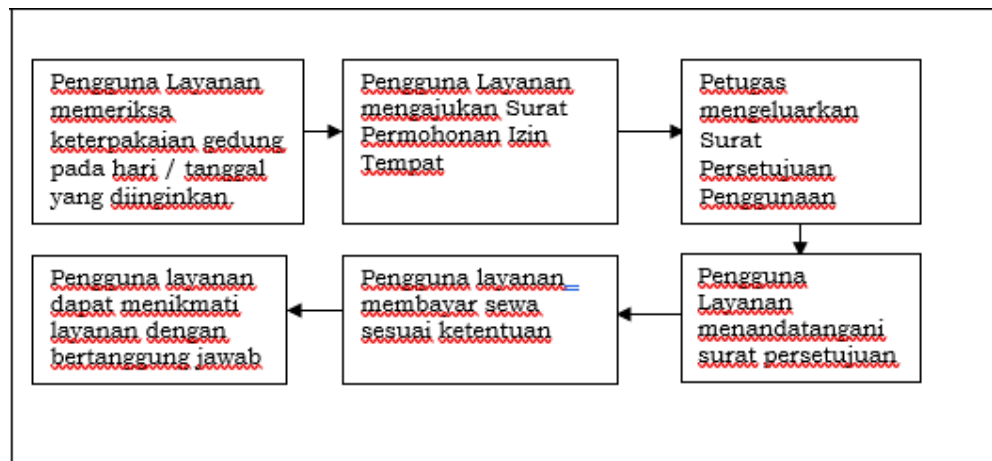 Pengguna Layanan
memeriksa
keterpakaian gedung
pada hari / tanggal
yang diinginkan.
Pengguna Layanan
mengajukan Surat
Permohonan Izin
Tempat
Petugas
mengeluarkan
Surat
Persetujuan
Penggunaan
Pengguna
Layanan
menandatangani
surat persetujuan
Pengguna layanan
membayar sewa
sesuai ketentuan
Pengguna layanan
dapat menikmati
layanan dengan
bertanggung jawab